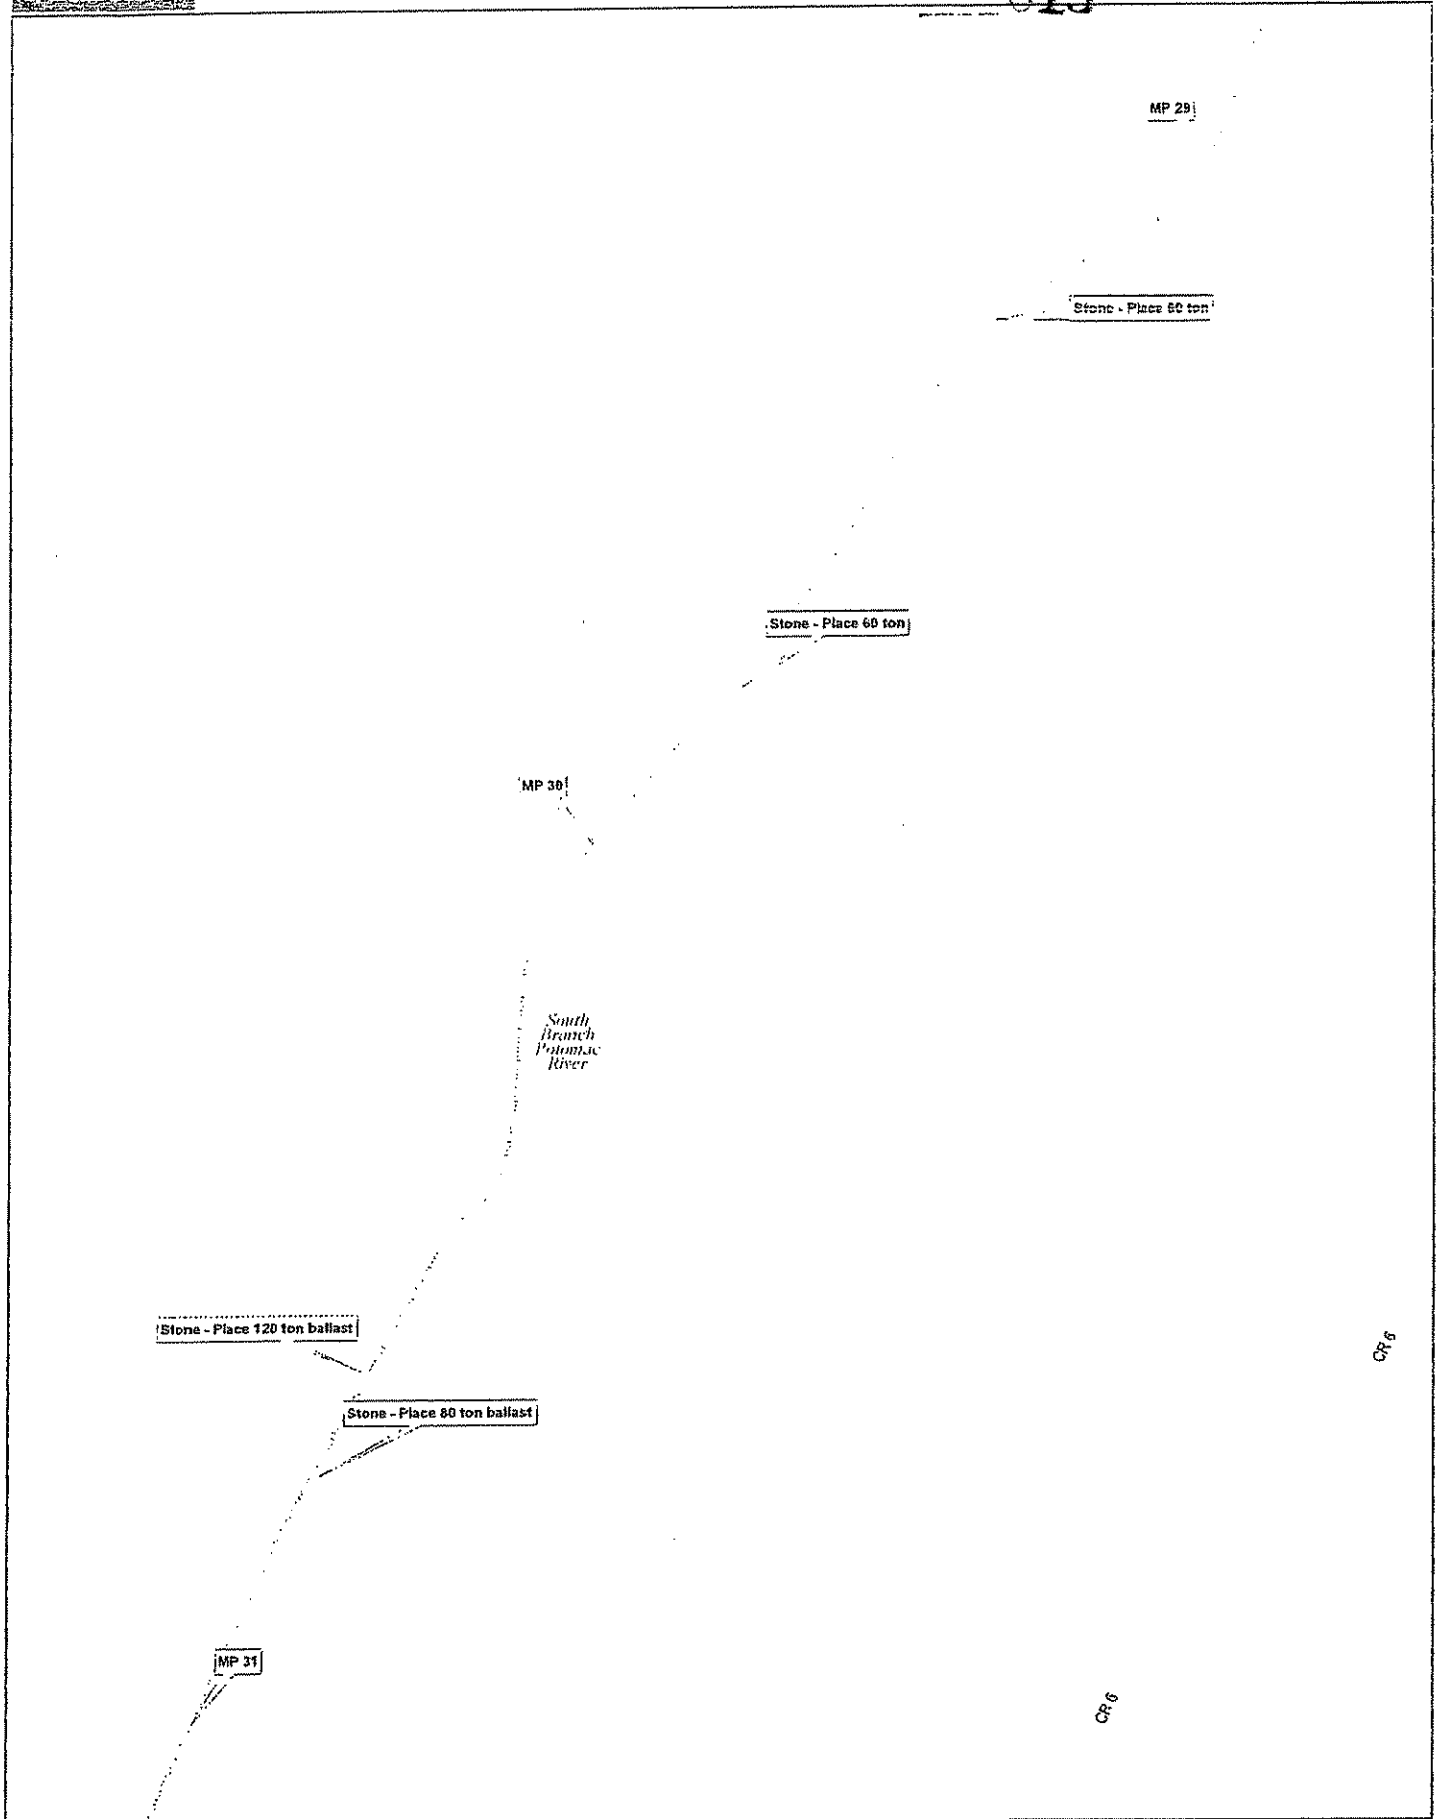 MP 29
Stone - Place 60 ton
Stone - Place 60 ton
MP 30
South
Branch
Potomac
River
Stone - Place 120 ton ballast
CR 6
Stone - Place 80 ton ballast
MP 31
CR 6